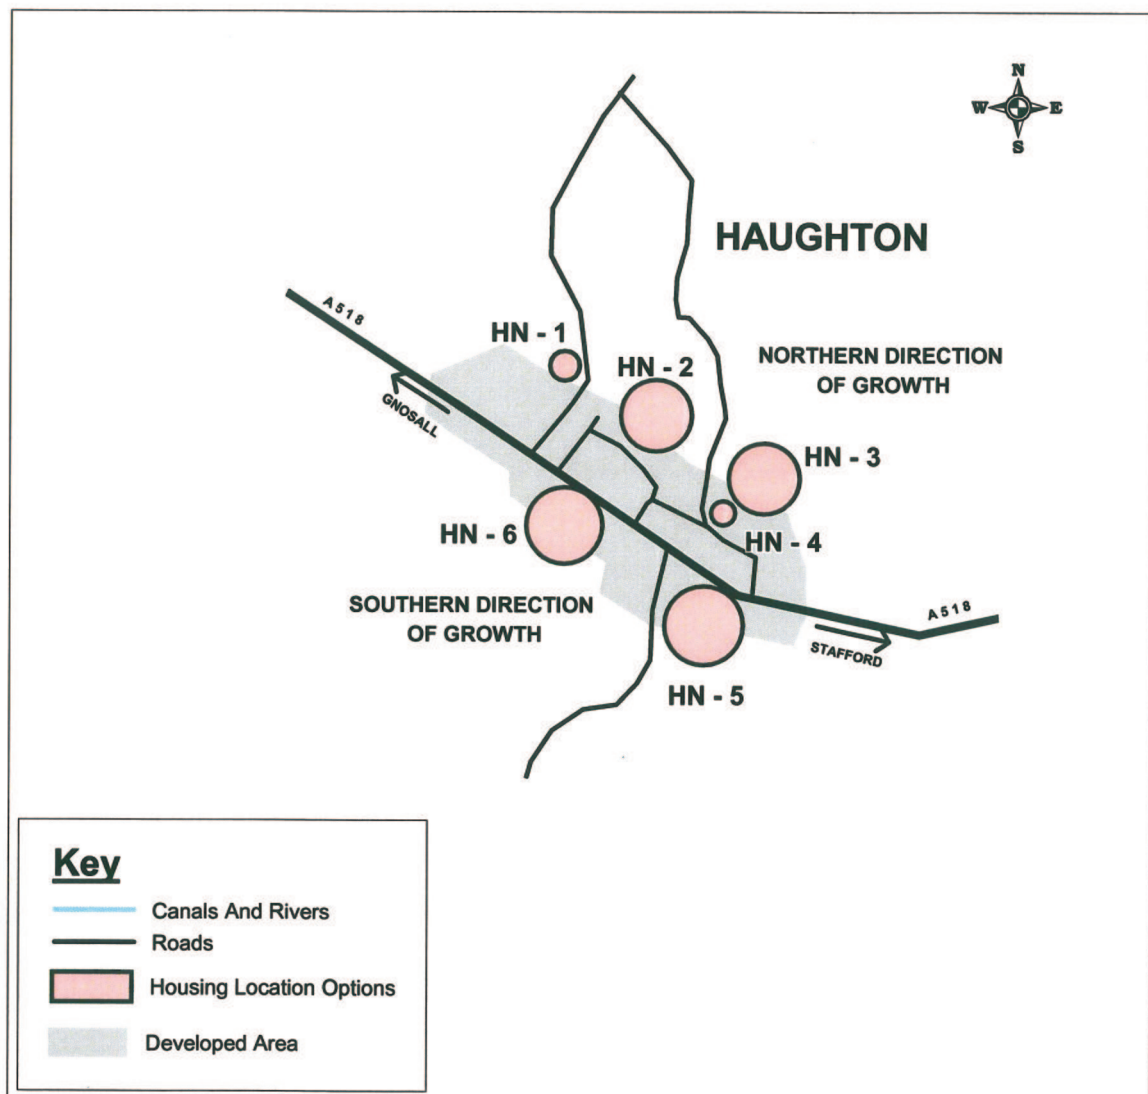 N
W E
S
HAUGHTON
A518
HN - 1
HN - 2
NORTHERN DIRECTION
OF GROWTH
GNOSALL
HN - 3
HN - 6
HN - 4
SOUTHERN DIRECTION
OF GROWTH
A518
STAFFORD
HN - 5
Key
Canals And Rivers
Roads
Housing Location Options
Developed Area